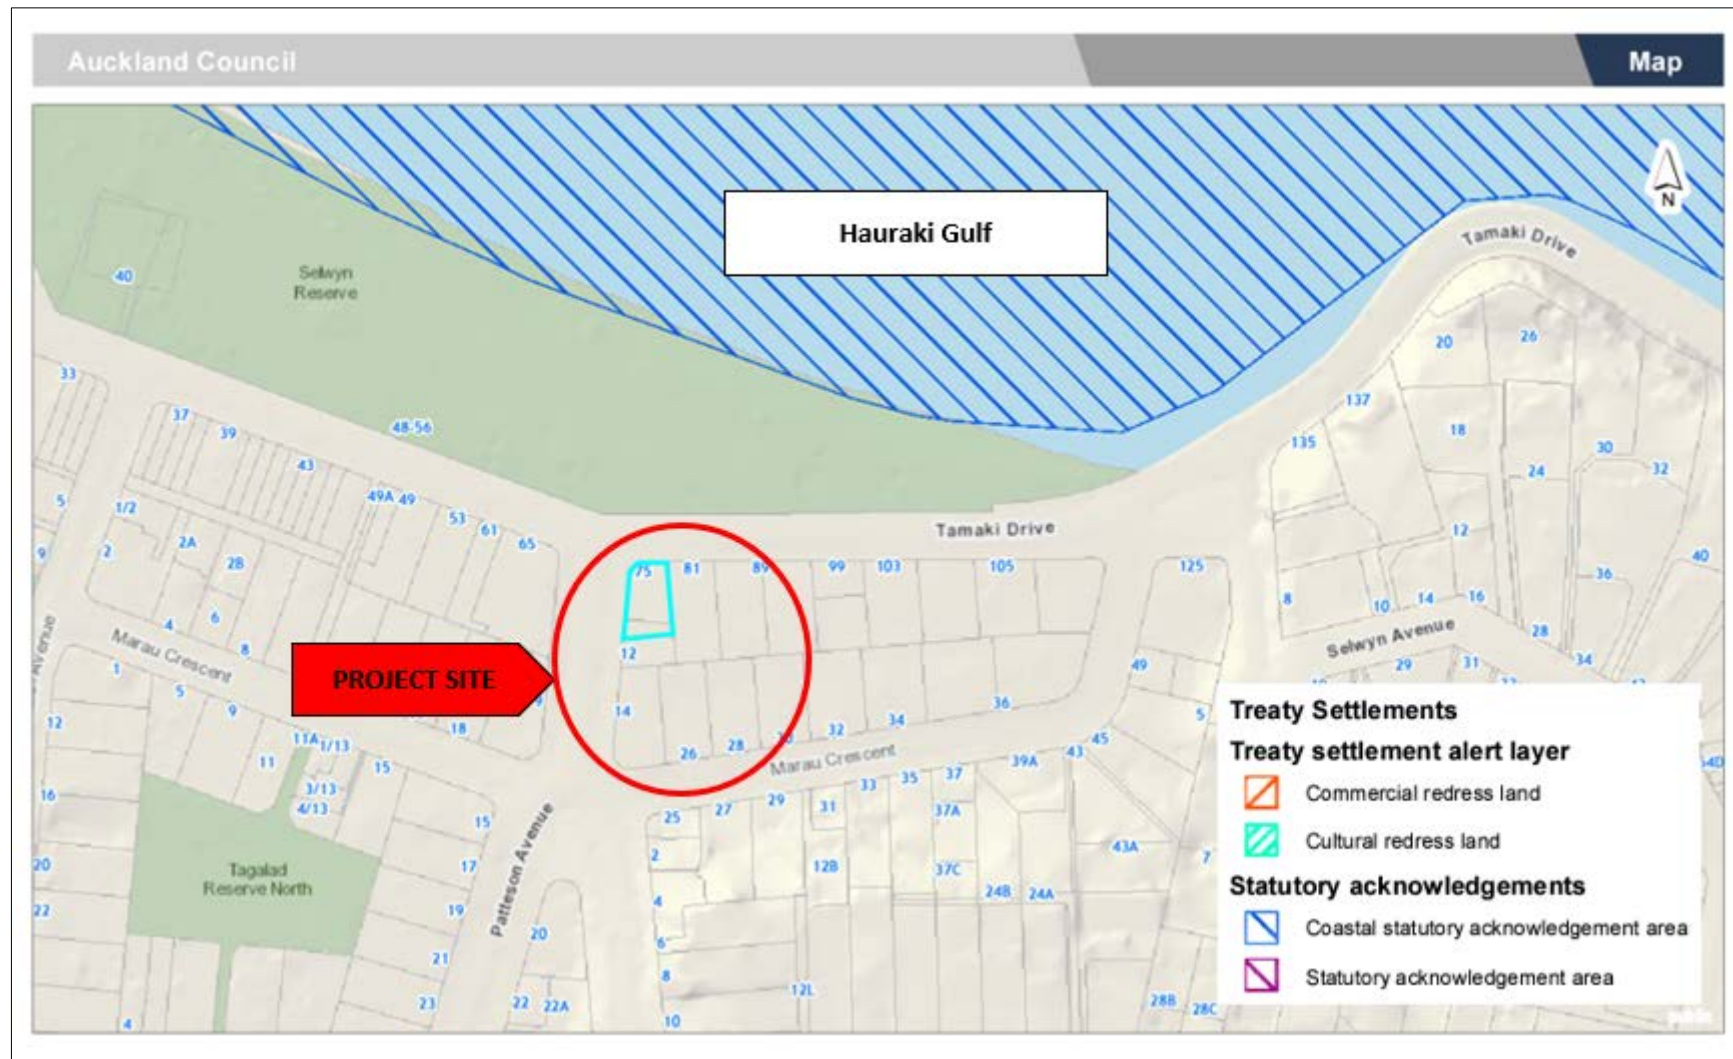 Auckland Council
Map
Hauraki Gulf
N
Tamaki Drive
40
Selwyn
Reserve
20
26
33
37
39
48-56
137
135
18
30
43
24
32
49A 49
5
1/2
53
61
65
Tamaki Drive
12
9
2
2A
2B
75
81
89
99
103
105
125
36
40
4
6
8
8
10
14
16
28
Marau Crescent
12
Selwyn Avenue
34
PROJECT SITE
1
5
9
49
29
31
12
14
36
18
34
32
5
11A
1/13
26
28
Marau Crescent
45
43
39A
11
15
3/13
4/13
37
35
33
16
29
27
31
25
37A
15
Patteson Avenue
2
43A
7
20
Tagalad
Reserve North
17
12B
37C
24B
24A
22
19
4
20
6
21
8
23
22
22A
12L
28B
28C
4
10
Treaty Settlements
Treaty settlement alert layer
Commercial redress land
Cultural redress land
Statutory acknowledgements
Coastal statutory acknowledgement area
Statutory acknowledgement area